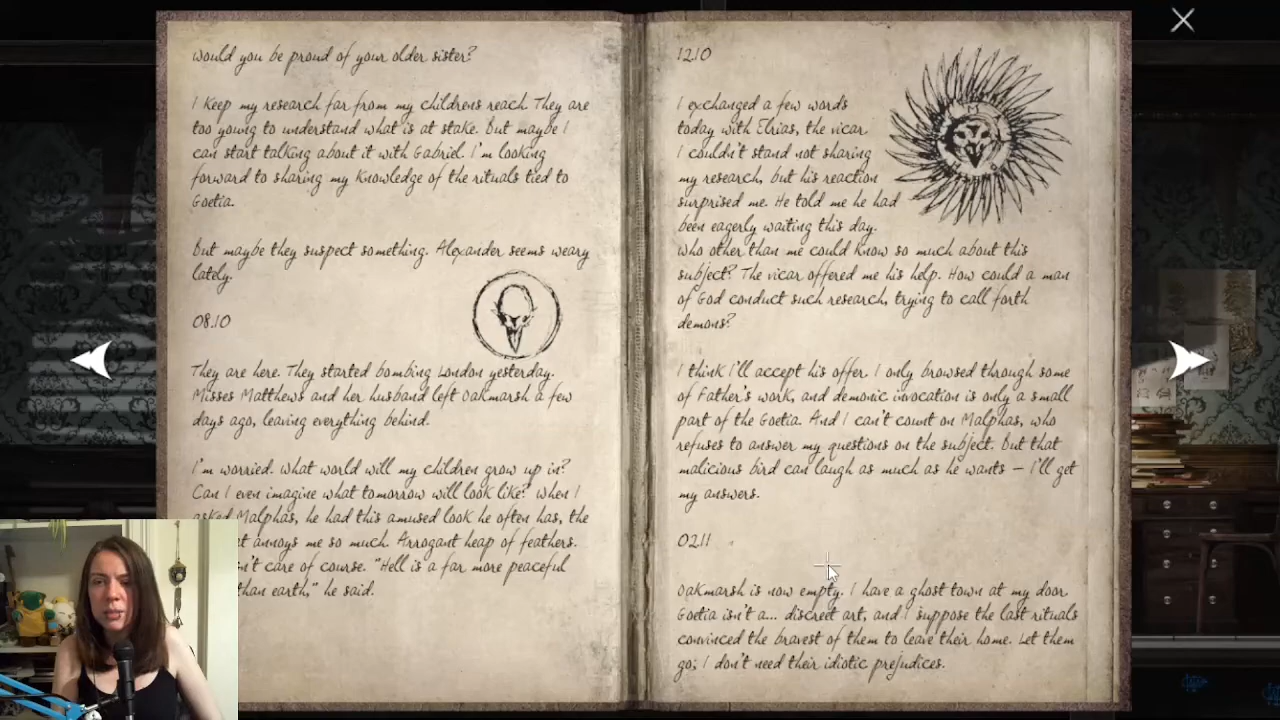 would you be proud of your older sister?
I keep my research far from my childrens reach. They are
too young to understand what is at stake. But maybe I
can start talking about it with Gabriel. I'm looking
forward to sharing my knowledge of the rituals tied to
Goetia.
But maybe they suspect something. Alexander seems weary
lately.
08.10
They are here. They started bombing London yesterday.
Misses Matthews and her husband left Oakmarsh a few
days ago, leaving everything behind.
I'm worried. What world will my children grow up in?
Can I even imagine what tomorrow will look like? When I
asked Malphas, he had this amused look he often has, the
annoys me so much. Arrogant heap of feathers.
care of course. "Hell is a far more peaceful
than earth," he said.
12.10
I exchanged a few words
today with Elrias, the vicar.
I couldn't stand not sharing
my research, but his reaction
surprised me. He told me he had
been eagerly waiting this day.
Who other than me could know so much about this
subject? The vicar offered me his help. How could a man
of God conduct such research, trying to call forth
demons?
I think I'll accept his offer. I only browsed through some
of Father's work, and demonic invocation is only a small
part of the Goetia. And I can't count on Malphas, who
refuses to answer my questions on the subject. But that
malicious bird can laugh as much as he wants – I'll get
my answers.
02.11
Oakmarsh is now empty. I have a ghost town at my door.
Goetia isn't a... discreet art, and I suppose the last rituals
convinced the bravest of them to leave their home. Let them
go; I don't need their idiotic prejudices.